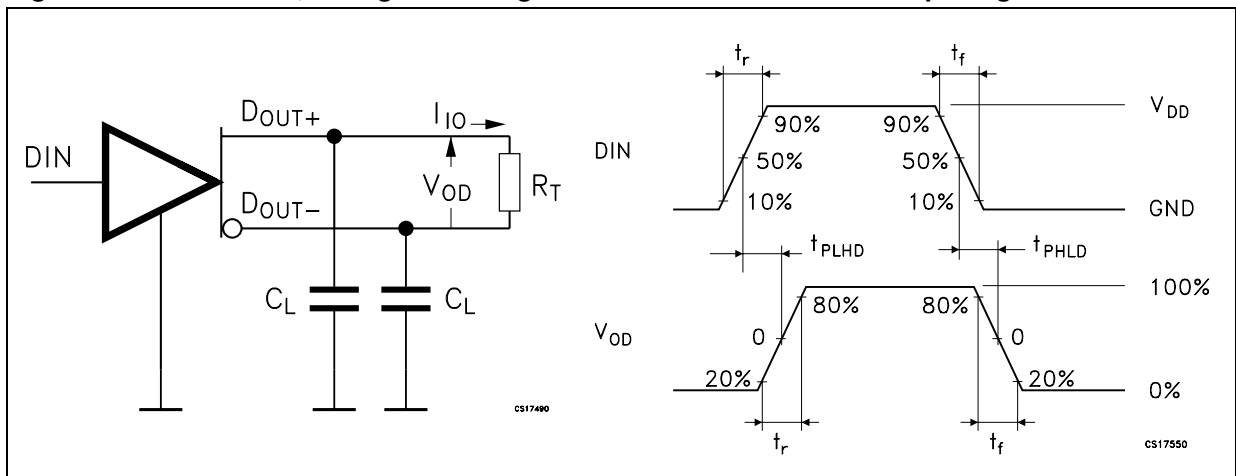 DIN
DOUT+
DOUT-
IIO
VOD
RT
CL
CL
CS17490
tr
tf
DIN
90%
50%
10%
90%
50%
10%
VDD
GND
tPLHD
tPHLD
VOD
80%
0
20%
80%
0
20%
100%
0%
tr
tf
CS17550